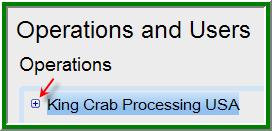 Operations and Users
Operations
King Crab Processing USA